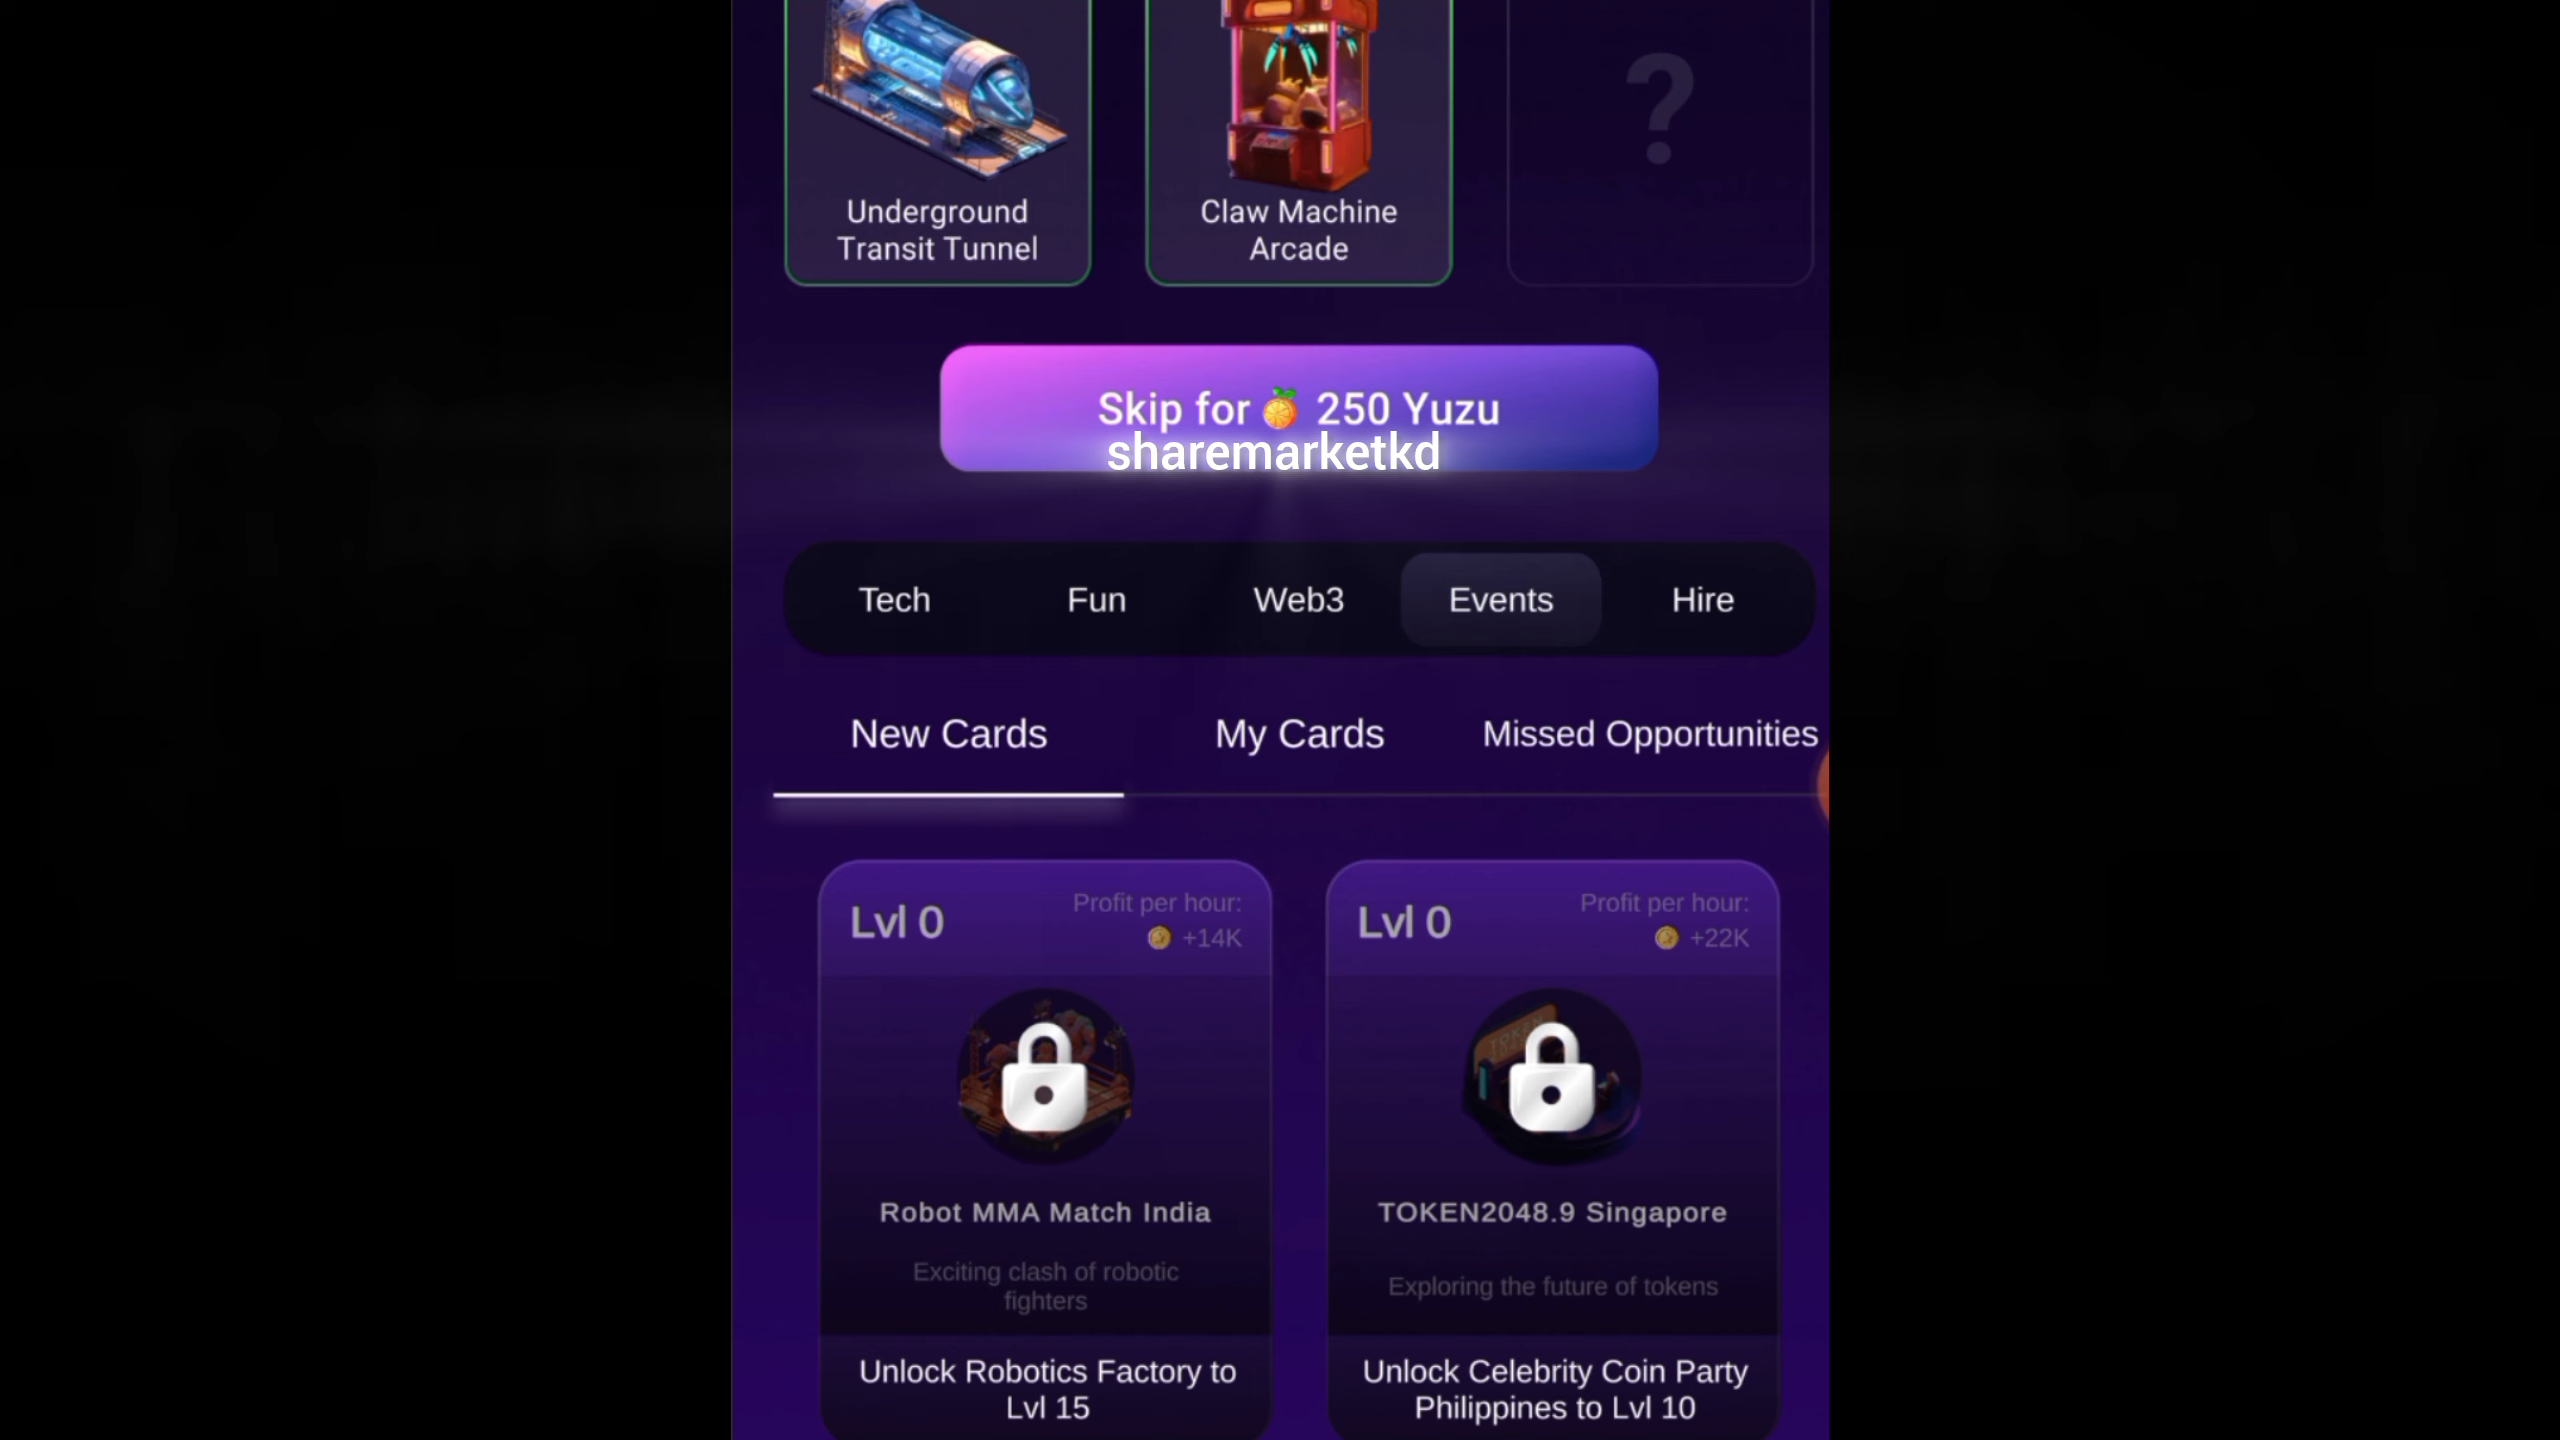 Underground
Transit Tunnel
Claw Machine
Arcade
?
Skip for 250 Yuzu
sharemarketkd
Tech
Fun
Web3
Events
Hire
New Cards
My Cards
Missed Opportunities
Lvl 0
Profit per hour:
+14K
Robot MMA Match India
Exciting clash of robotic
fighters
Unlock Robotics Factory to
Lvl 15
Lvl 0
Profit per hour:
+22K
TOKEN2048.9 Singapore
Exploring the future of tokens
Unlock Celebrity Coin Party
Philippines to Lvl 10